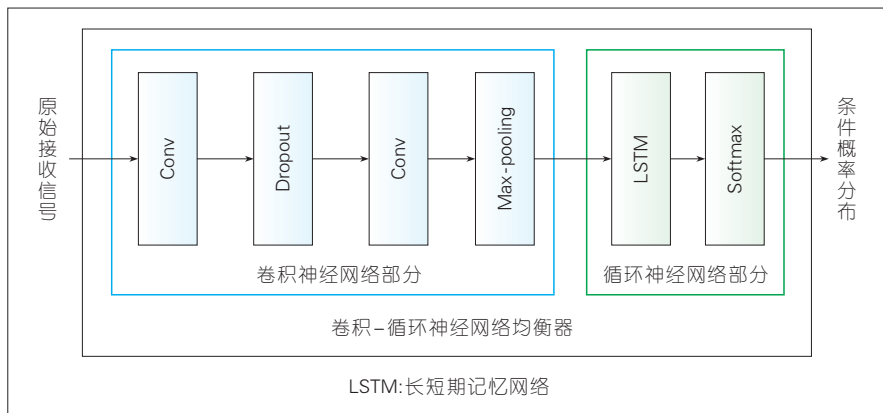 原始接收信号
Conv
Dropout
Conv
Max-pooling
LSTM
Softmax
条件概率分布
卷积神经网络部分
循环神经网络部分
卷积-循环神经网络均衡器
LSTM:长短期记忆网络